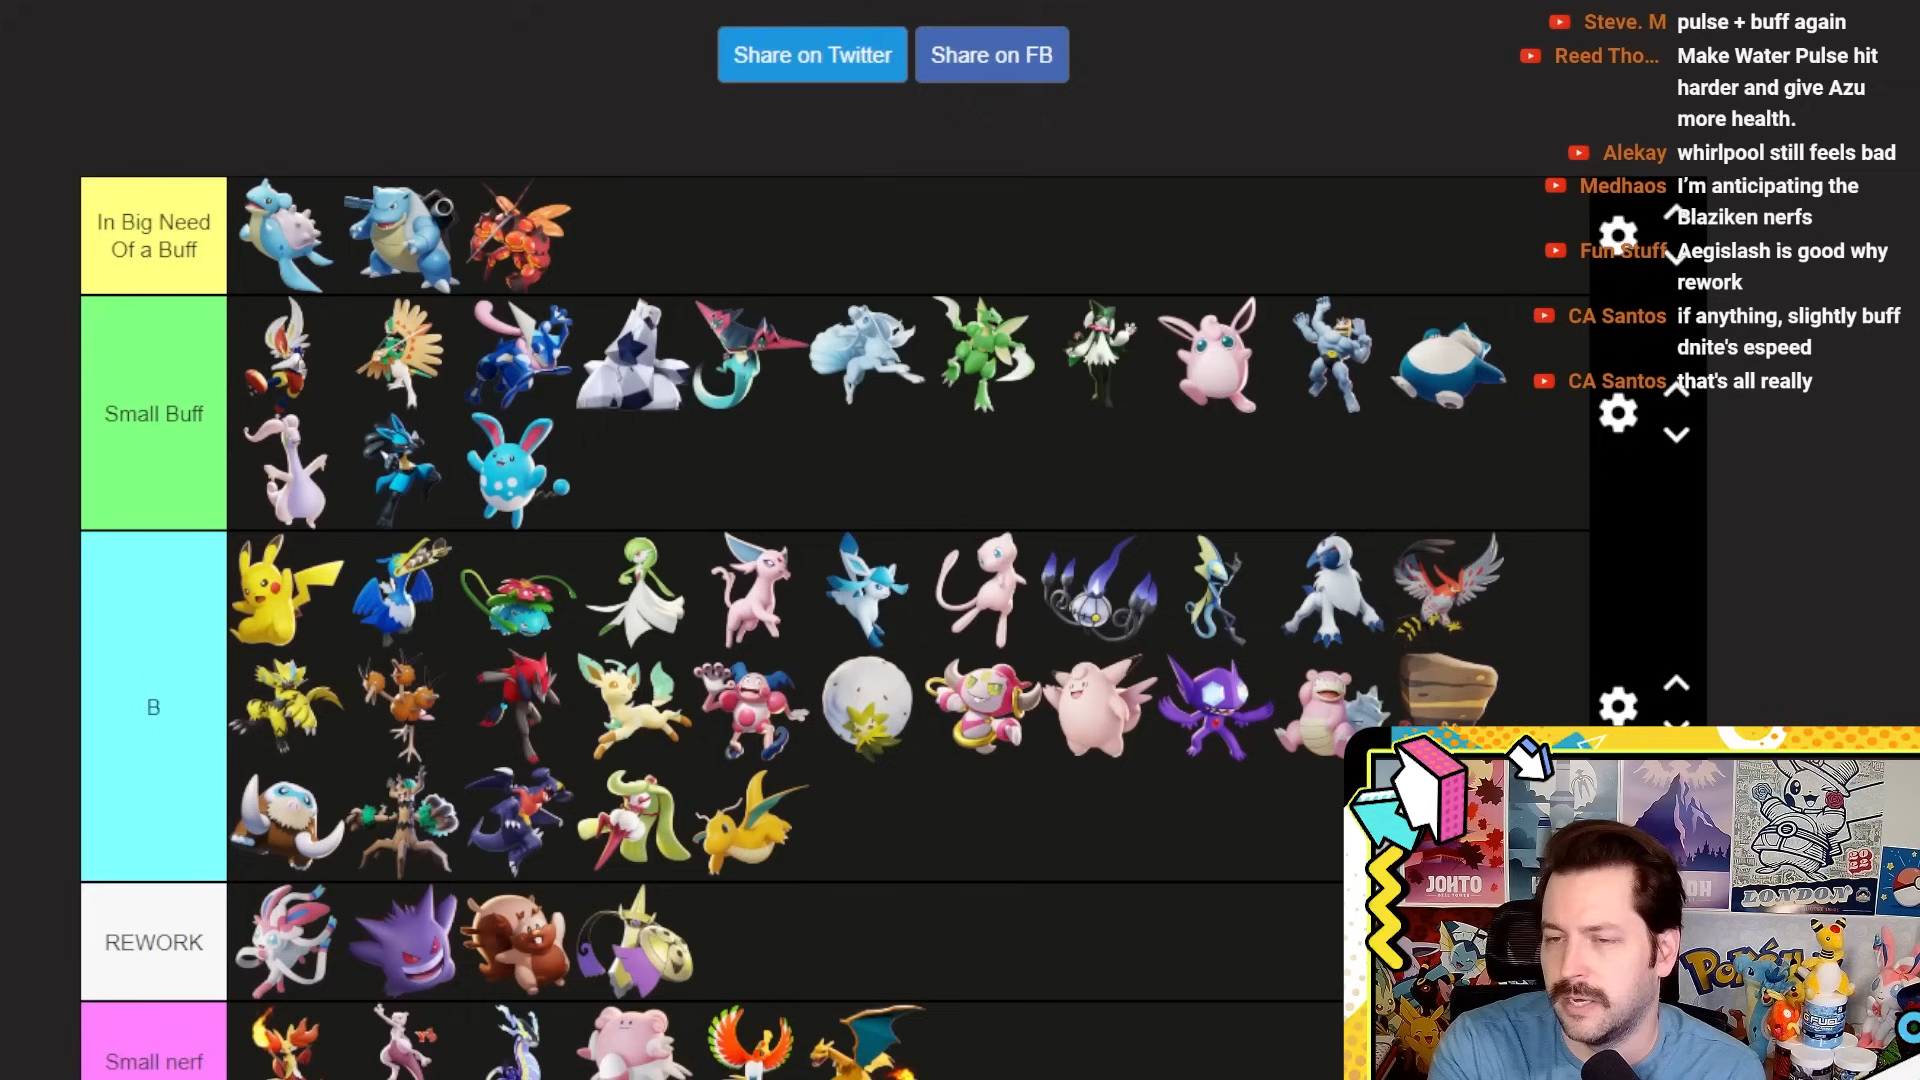 Share on Twitter
Share on FB
Steve. M pulse + buff again
Reed Tho... Make Water Pulse hit
harder and give Azu
more health.
Alekay whirlpool still feels bad
Medhaos I'm anticipating the
Blaziken nerfs
Fun Stuff Aegislash is good why
rework
CA Santos if anything, slightly buff
dnite's espeed
CA Santos that's all really
In Big Need
Of a Buff
Small Buff
B
REWORK
Small nerf
JOHTO
LONDON
2022
G FUEL